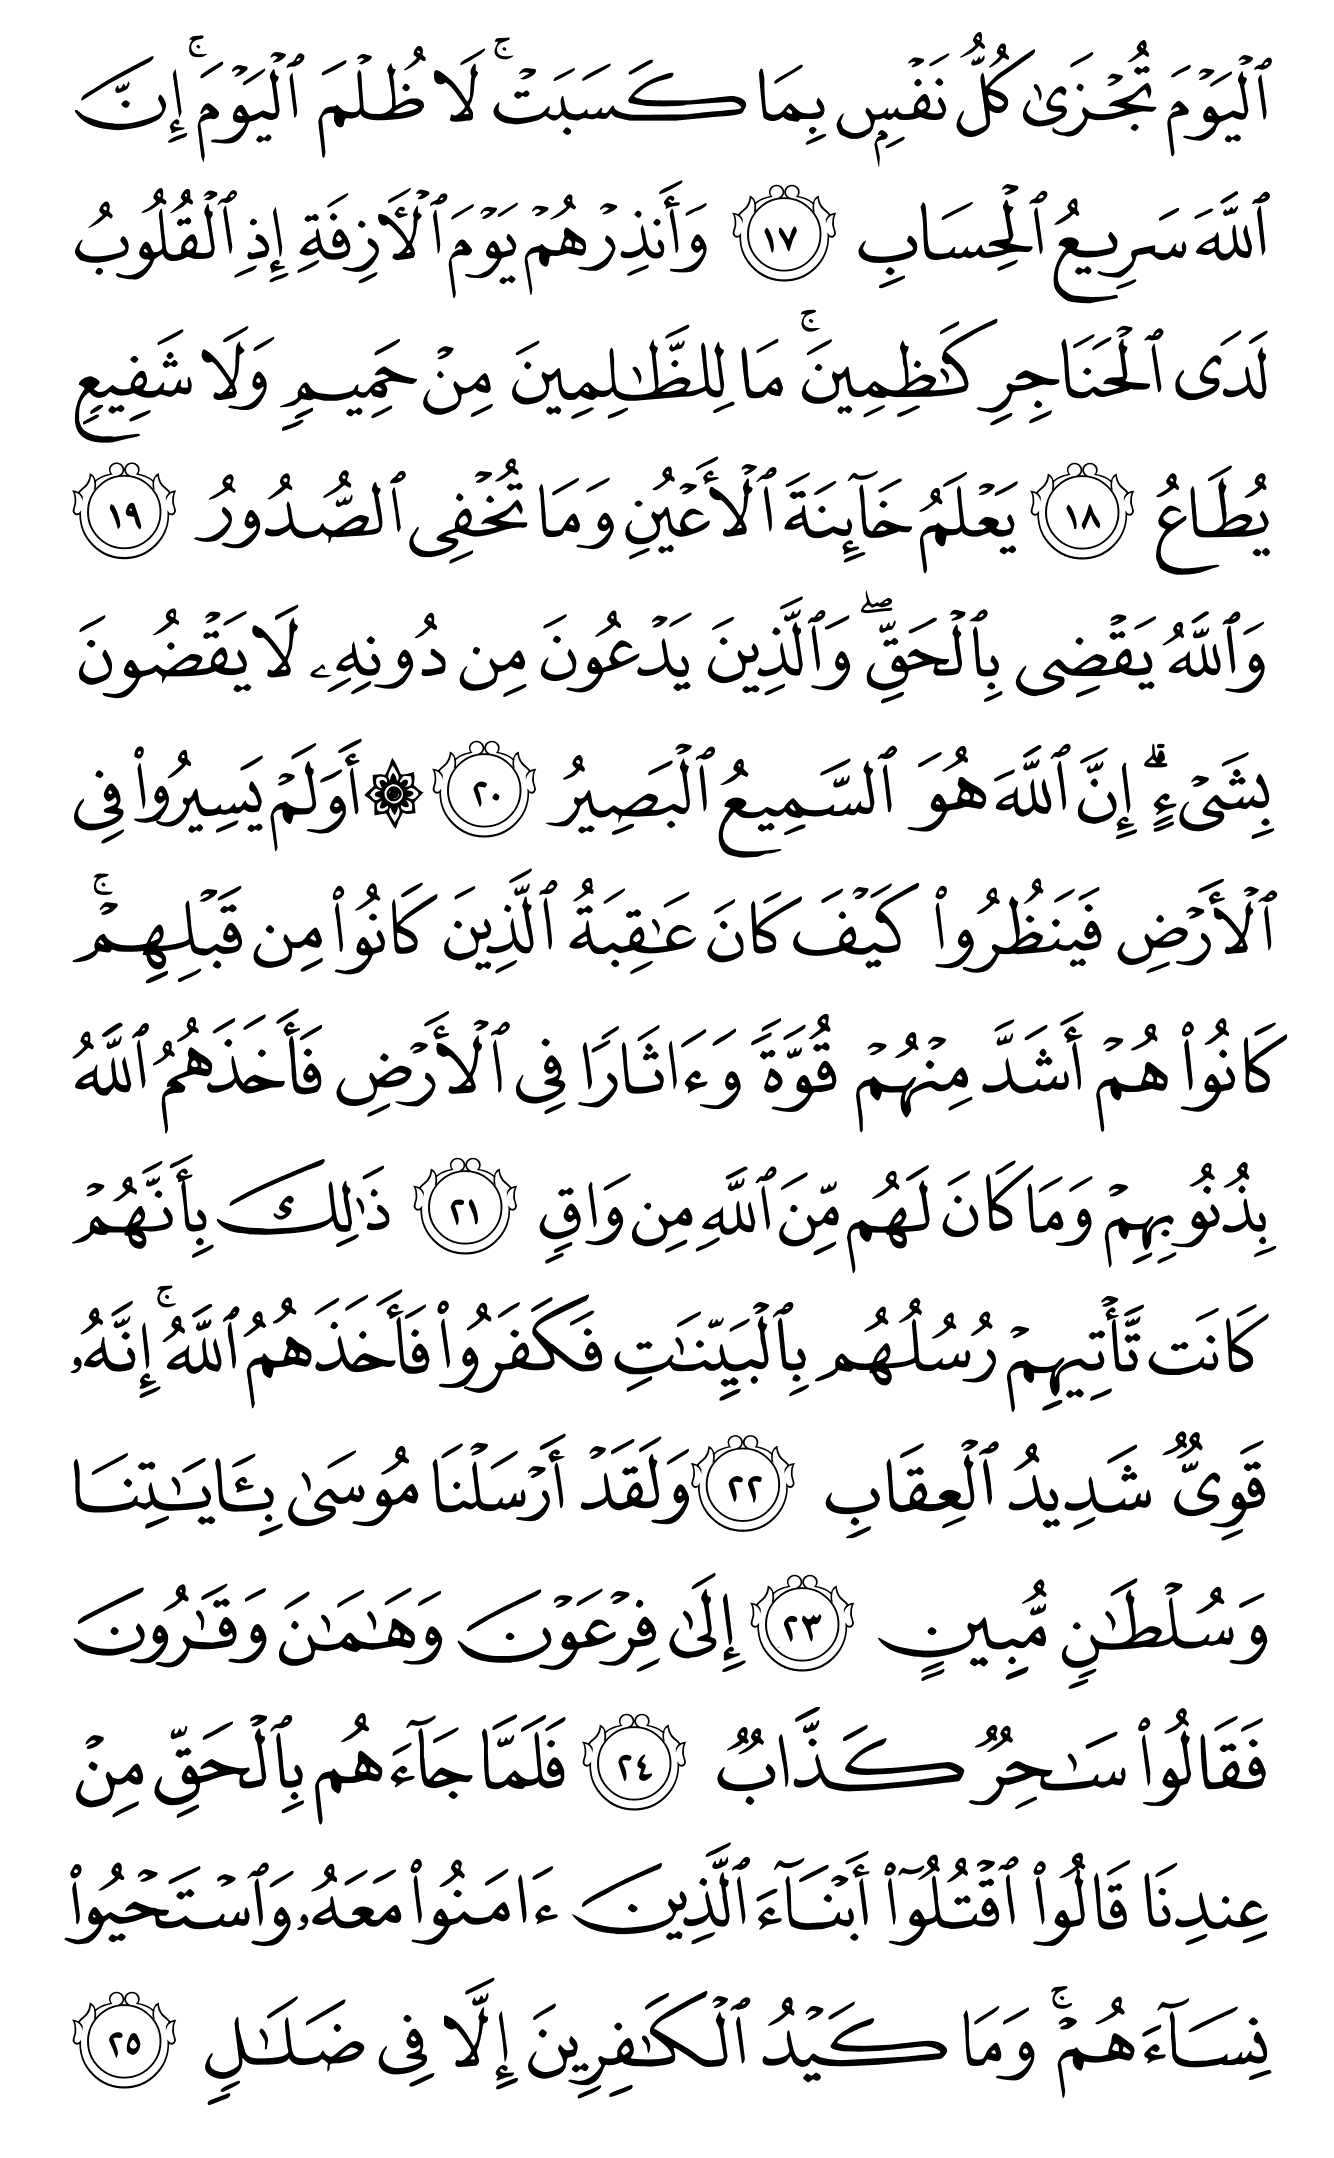 ٱلۡيَوۡمَ تُجۡزَىٰ كُلُّ نَفۡسِۭ بِمَا كَسَبَتۡۚ لَا ظُلۡمَ ٱلۡيَوۡمَۚ إِنَّ
ٱللَّهَ سَرِيعُ ٱلۡحِسَابِ ١٧ وَأَنذِرۡهُمۡ يَوۡمَ ٱلۡأٓزِفَةِ إِذِ ٱلۡقُلُوبُ
لَدَى ٱلۡحَنَاجِرِ كَٰظِمِينَۚ مَا لِلظَّٰلِمِينَ مِنۡ حَمِيمٖ وَلَا شَفِيعٖ
يُطَاعُ ١٨ يَعۡلَمُ خَآئِنَةَ ٱلۡأَعۡيُنِ وَمَا تُخۡفِي ٱلصُّدُورُ ١٩
وَٱللَّهُ يَقۡضِي بِٱلۡحَقِّۖ وَٱلَّذِينَ يَدۡعُونَ مِن دُونِهِۦ لَا يَقۡضُونَ
بِشَيۡءٍۗ إِنَّ ٱللَّهَ هُوَ ٱلسَّمِيعُ ٱلۡبَصِيرُ ٢٠ ۞أَوَلَمۡ يَسِيرُواْ فِي
ٱلۡأَرۡضِ فَيَنظُرُواْ كَيۡفَ كَانَ عَٰقِبَةُ ٱلَّذِينَ كَانُواْ مِن قَبۡلِهِمۡۚ
كَانُواْ هُمۡ أَشَدَّ مِنۡهُمۡ قُوَّةٗ وَءَاثَارٗا فِي ٱلۡأَرۡضِ فَأَخَذَهُمُ ٱللَّهُ
بِذُنُوبِهِمۡ وَمَا كَانَ لَهُم مِّنَ ٱللَّهِ مِن وَاقٖ ٢١ ذَٰلِكَ بِأَنَّهُمۡ
كَانَت تَّأۡتِيهِمۡ رُسُلُهُم بِٱلۡبَيِّنَٰتِ فَكَفَرُواْ فَأَخَذَهُمُ ٱللَّهُۚ إِنَّهُۥ
قَوِيّٞ شَدِيدُ ٱلۡعِقَابِ ٢٢ وَلَقَدۡ أَرۡسَلۡنَا مُوسَىٰ بِـَٔايَٰتِنَا
وَسُلۡطَٰنٖ مُّبِينٍ ٢٣ إِلَىٰ فِرۡعَوۡنَ وَهَٰمَٰنَ وَقَٰرُونَ
فَقَالُواْ سَٰحِرٞ كَذَّابٞ ٢٤ فَلَمَّا جَآءَهُم بِٱلۡحَقِّ مِنۡ
عِندِنَا قَالُواْ ٱقۡتُلُوٓاْ أَبۡنَآءَ ٱلَّذِينَ ءَامَنُواْ مَعَهُۥ وَٱسۡتَحۡيُواْ
نِسَآءَهُمۡۚ وَمَا كَيۡدُ ٱلۡكَٰفِرِينَ إِلَّا فِي ضَلَٰلٖ ٢٥